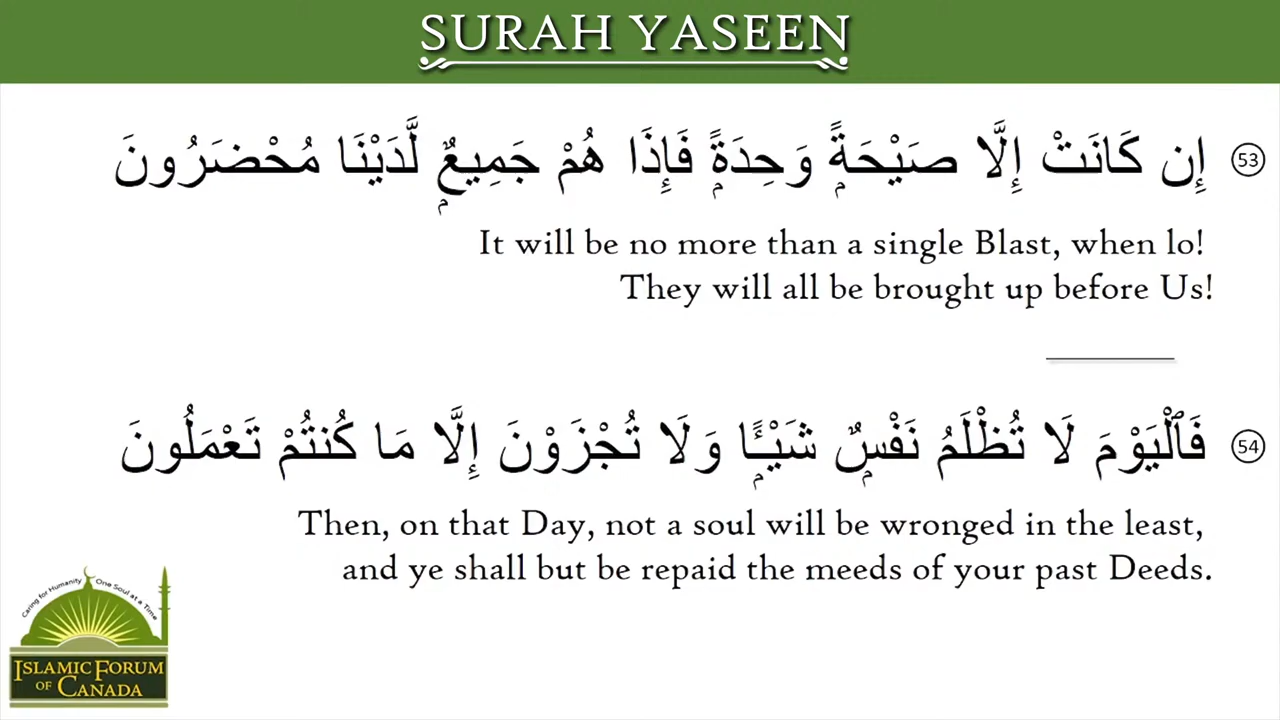 SURAH YASEEN
إِن كَانَتْ إِلَّا صَيْحَةًۭ وَحِدَةًۭ فَإِذَا هُمْ جَمِيعٌۭ لَّدَيْنَا مُحْضَرُونَ 53
It will be no more than a single Blast, when lo!
They will all be brought up before Us!
فَٱلْيَوْمَ لَا تُظْلَمُ نَفْسٌۭ شَيْـًۭٔا وَلَا تُجْزَوْنَ إِلَّا مَا كُنتُمْ تَعْمَلُونَ 54
Then, on that Day, not a soul will be wronged in the least,
and ye shall but be repaid the meeds of your past Deeds.
Caring for Humanity One Soul at a Time
ISLAMIC FORUM
OF CANADA